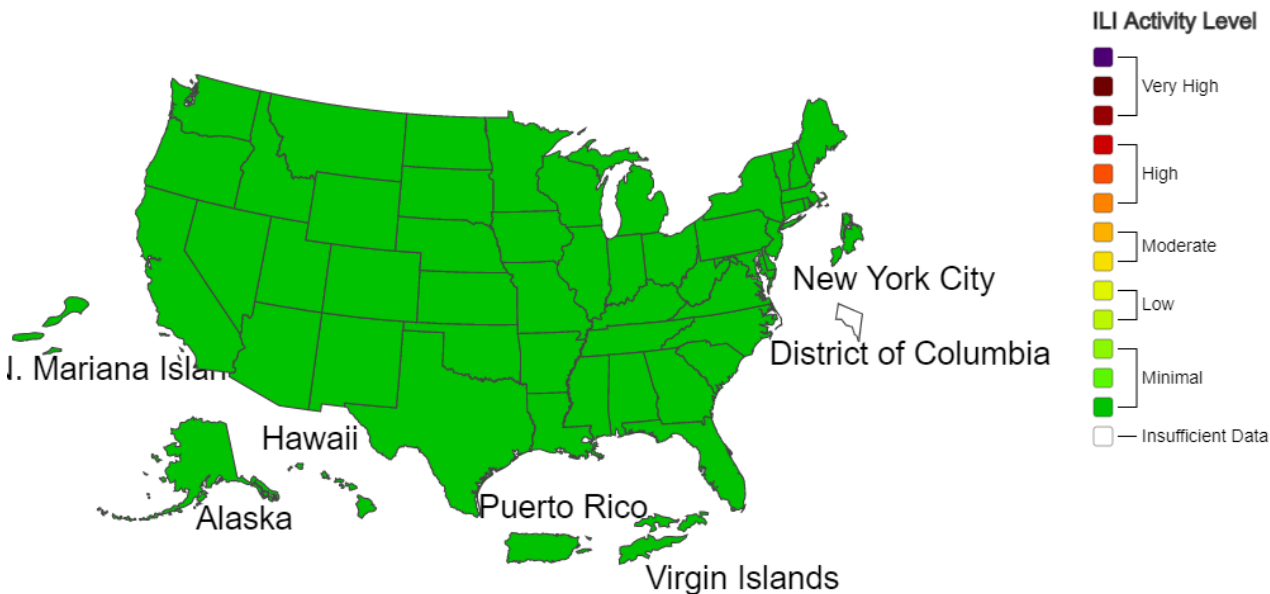 ILI Activity Level
Very High
High
Moderate
Low
Minimal
Insufficient Data
New York City
District of Columbia
N. Mariana Islan
Hawaii
Alaska
Puerto Rico
Virgin Islands